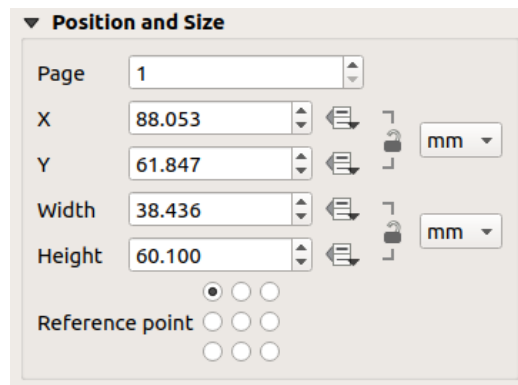 Position and Size
Page 1
X 88.053
mm
Y 61.847
Width 38.436
mm
Height 60.100
Reference point